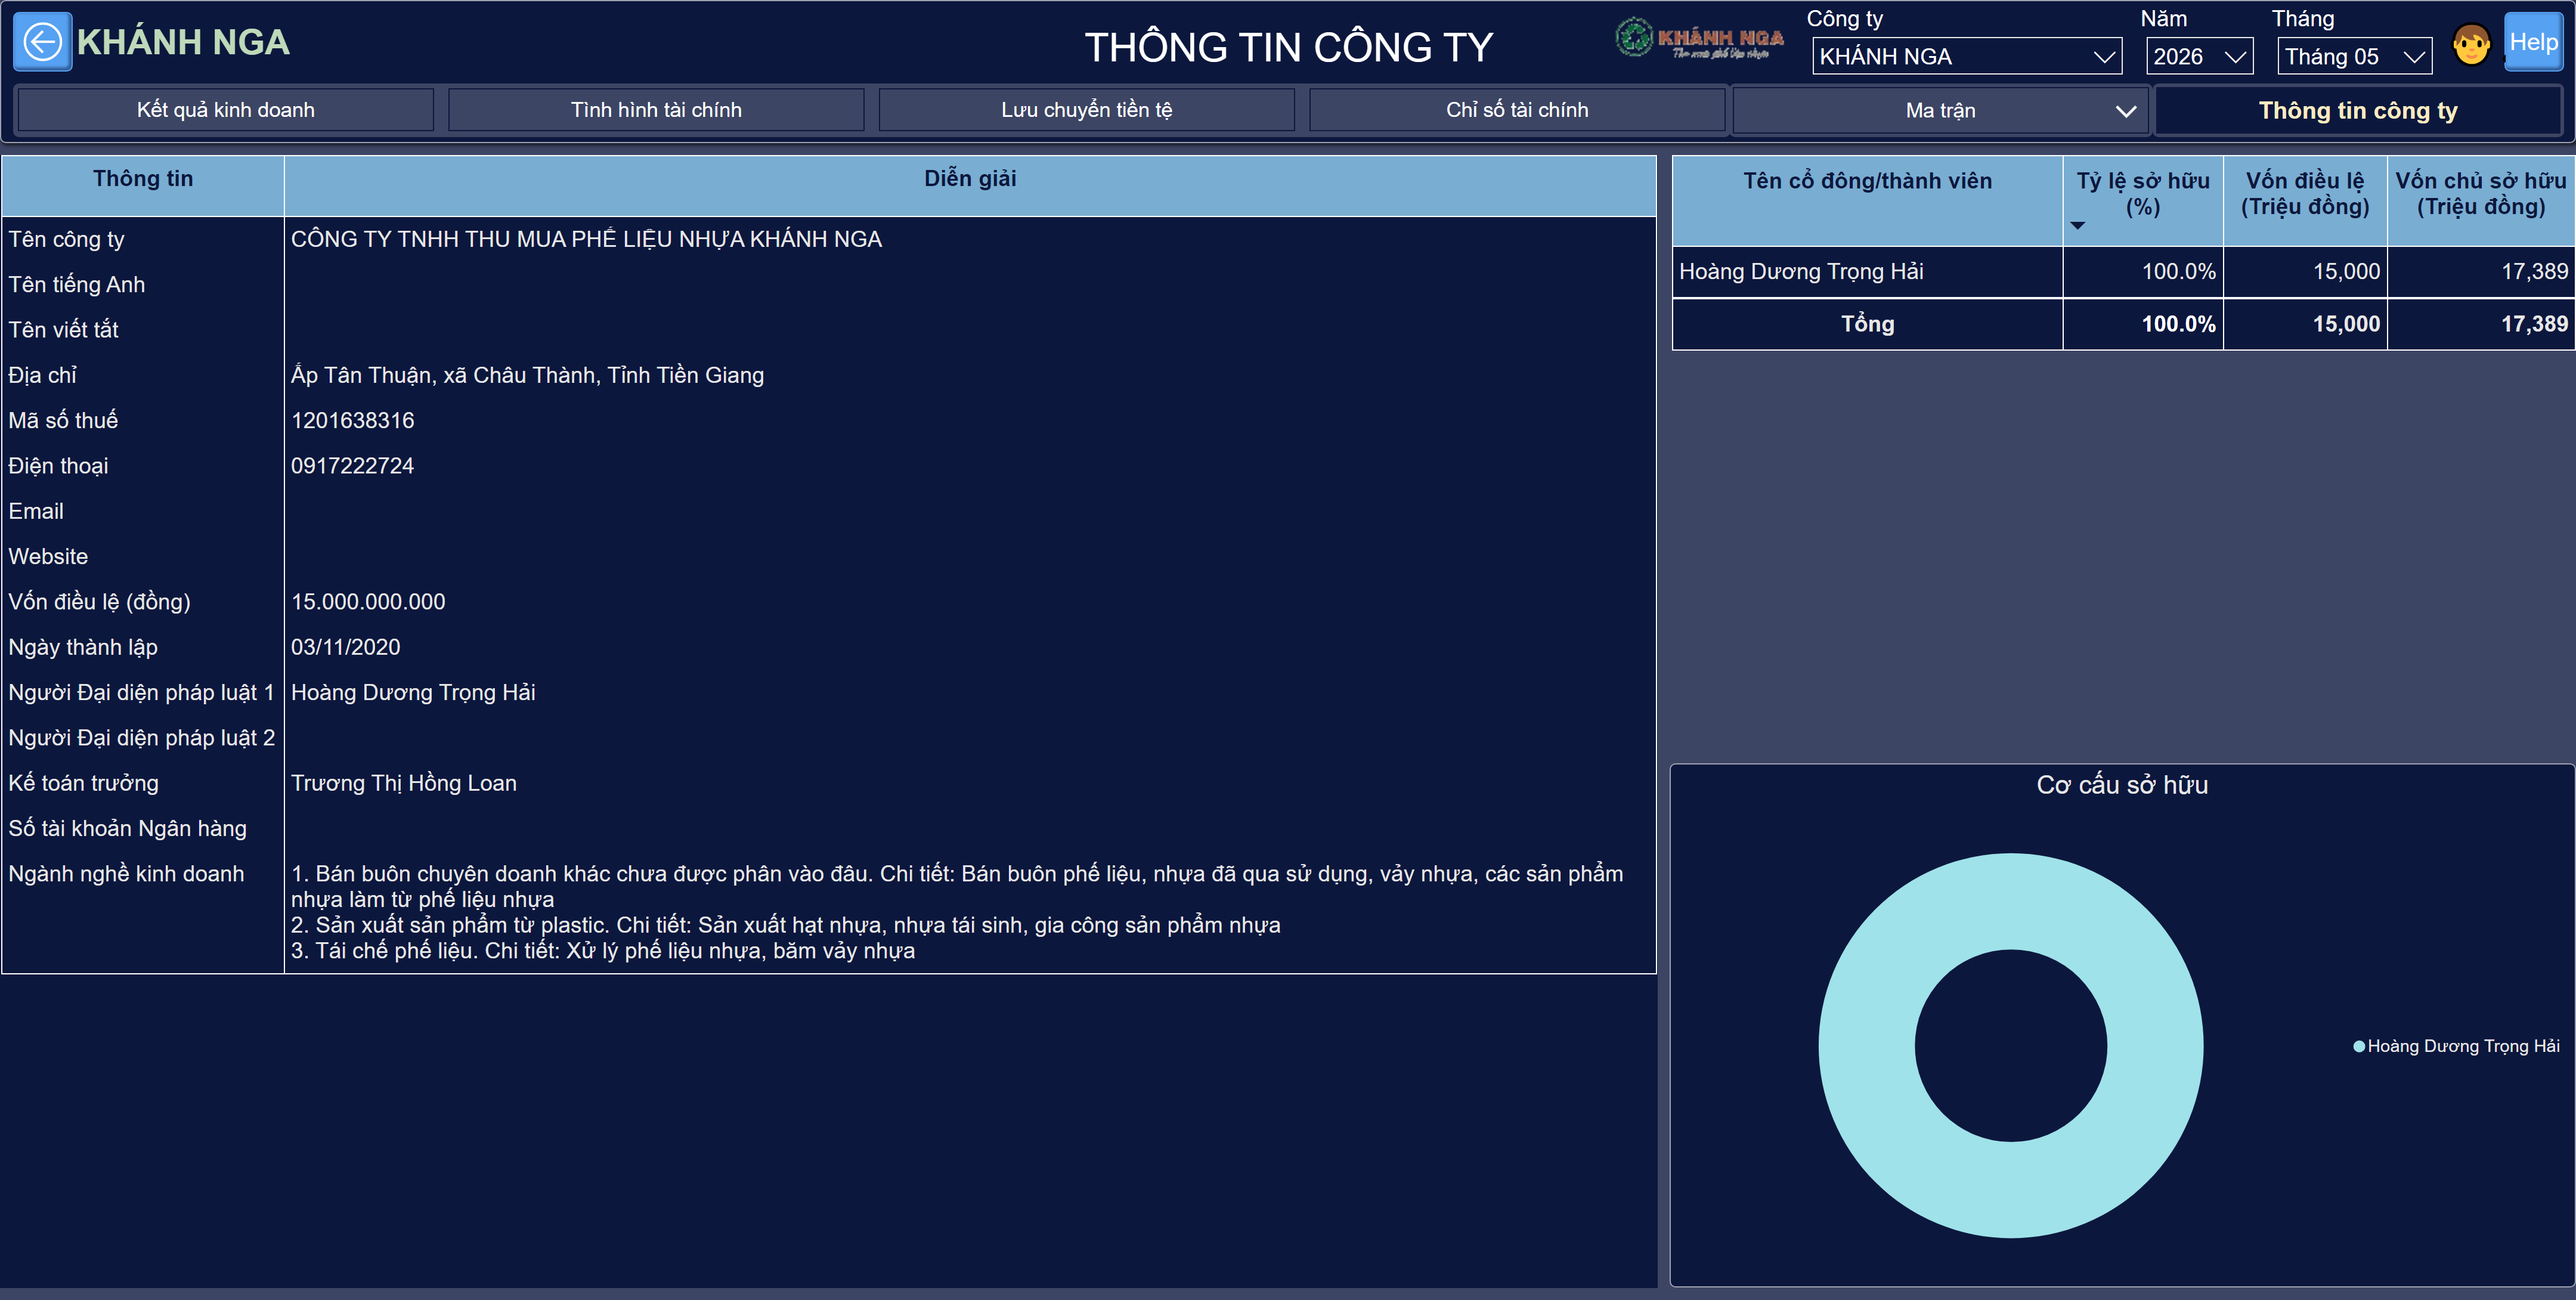 KHÁNH NGA
THÔNG TIN CÔNG TY
KHÁNH NGA
Thu mua phế liệu nhựa
Công ty
KHÁNH NGA
Năm
2026
Tháng
Tháng 05
Help
Kết quả kinh doanh
Tình hình tài chính
Lưu chuyển tiền tệ
Chỉ số tài chính
Ma trận
Thông tin công ty
Thông tin
Diễn giải
Tên công ty
CÔNG TY TNHH THU MUA PHẾ LIỆU NHỰA KHÁNH NGA
Tên tiếng Anh
Tên viết tắt
Địa chỉ
Ấp Tân Thuận, xã Châu Thành, Tỉnh Tiền Giang
Mã số thuế
1201638316
Điện thoại
0917222724
Email
Website
Vốn điều lệ (đồng)
15.000.000.000
Ngày thành lập
03/11/2020
Người Đại diện pháp luật 1
Hoàng Dương Trọng Hải
Người Đại diện pháp luật 2
Kế toán trưởng
Trương Thị Hồng Loan
Số tài khoản Ngân hàng
Ngành nghề kinh doanh
1. Bán buôn chuyên doanh khác chưa được phân vào đâu. Chi tiết: Bán buôn phế liệu, nhựa đã qua sử dụng, vảy nhựa, các sản phẩm
nhựa làm từ phế liệu nhựa
2. Sản xuất sản phẩm từ plastic. Chi tiết: Sản xuất hạt nhựa, nhựa tái sinh, gia công sản phẩm nhựa
3. Tái chế phế liệu. Chi tiết: Xử lý phế liệu nhựa, băm vảy nhựa
Tên cổ đông/thành viên
Tỷ lệ sở hữu
(%)
Vốn điều lệ
(Triệu đồng)
Vốn chủ sở hữu
(Triệu đồng)
Hoàng Dương Trọng Hải
100.0%
15,000
17,389
Tổng
100.0%
15,000
17,389
Cơ cấu sở hữu
Hoàng Dương Trọng Hải